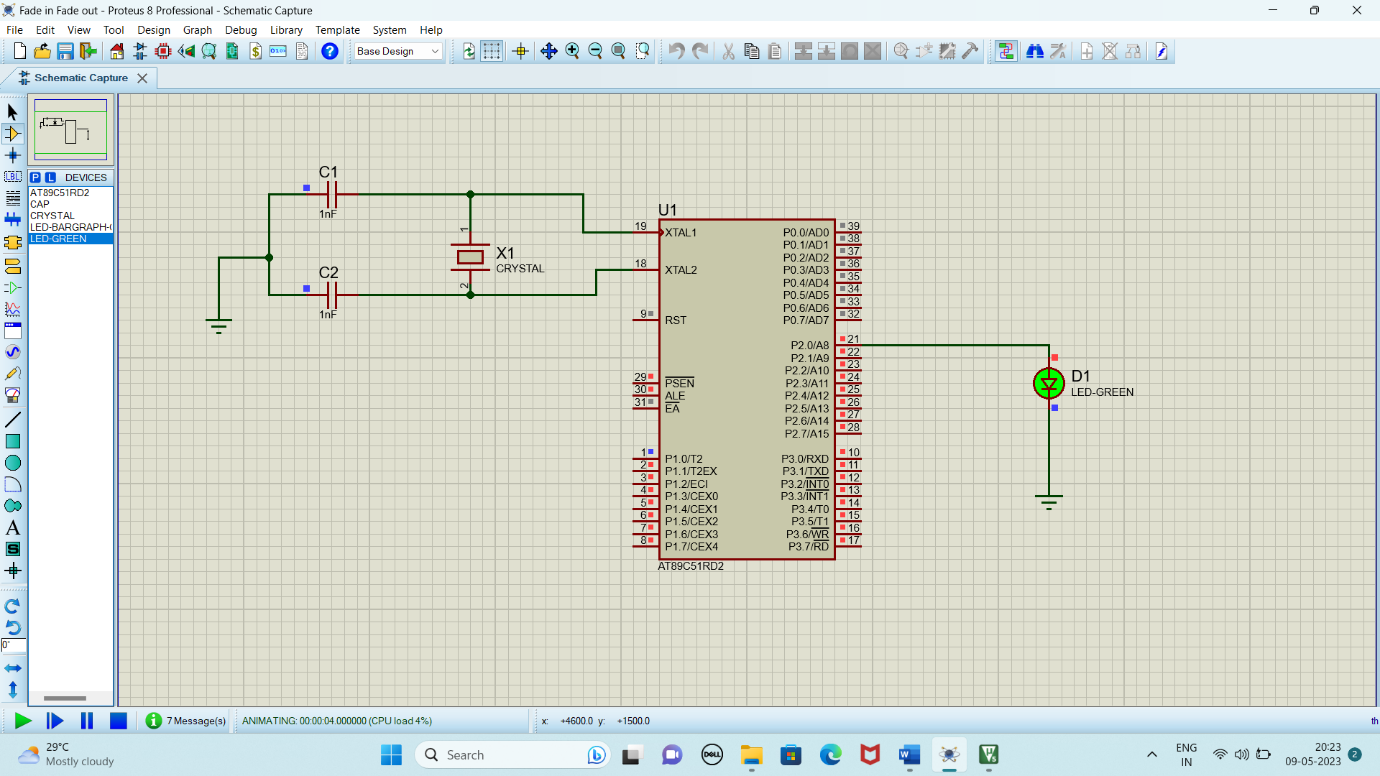 Fade in Fade out - Proteus 8 Professional - Schematic Capture
File Edit View Tool Design Graph Debug Library Template System Help
Base Design
Schematic Capture
P L DEVICES
AT89C51RD2
CAP
CRYSTAL
LED-BARGRAPH-
LED-GREEN
LBL
A
S
0°
C1
1nF
C2
1nF
1
2
X1
CRYSTAL
U1
19 XTAL1
18 XTAL2
9 RST
29 PSEN
30 ALE
31 EA
1 P1.0/T2
2 P1.1/T2EX
3 P1.2/ECI
4 P1.3/CEX0
5 P1.4/CEX1
6 P1.5/CEX2
7 P1.6/CEX3
8 P1.7/CEX4
P0.0/AD0 39
P0.1/AD1 38
P0.2/AD2 37
P0.3/AD3 36
P0.4/AD4 35
P0.5/AD5 34
P0.6/AD6 33
P0.7/AD7 32
P2.0/A8 21
P2.1/A9 22
P2.2/A10 23
P2.3/A11 24
P2.4/A12 25
P2.5/A13 26
P2.6/A14 27
P2.7/A15 28
P3.0/RXD 10
P3.1/TXD 11
P3.2/INT0 12
P3.3/INT1 13
P3.4/T0 14
P3.5/T1 15
P3.6/WR 16
P3.7/RD 17
AT89C51RD2
D1
LED-GREEN
7 Message(s) ANIMATING: 00:00:04.000000 (CPU load 4%) x: +4600.0 y: +1500.0 th
29°C
Mostly cloudy
Search
DELL
ENG
IN
20:23
09-05-2023
2